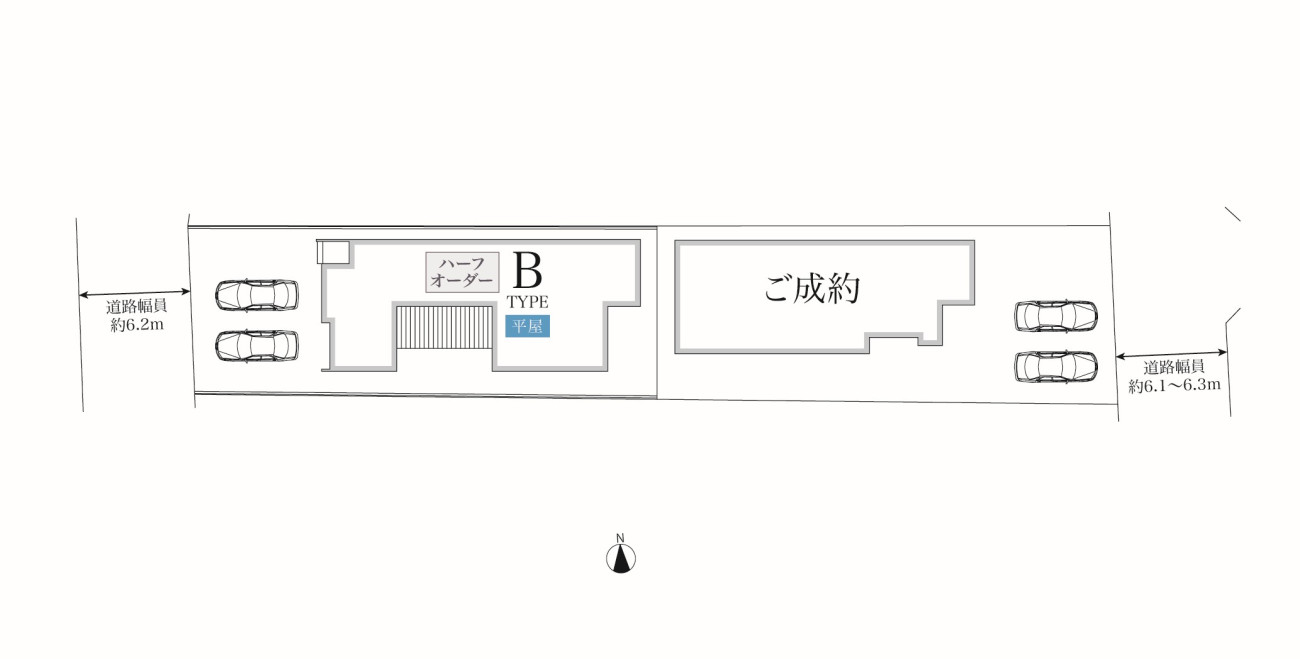 ハーフ
オーダー
B
TYPE
平屋
ご成約
道路幅員
約6.2m
道路幅員
約6.1〜6.3m
N